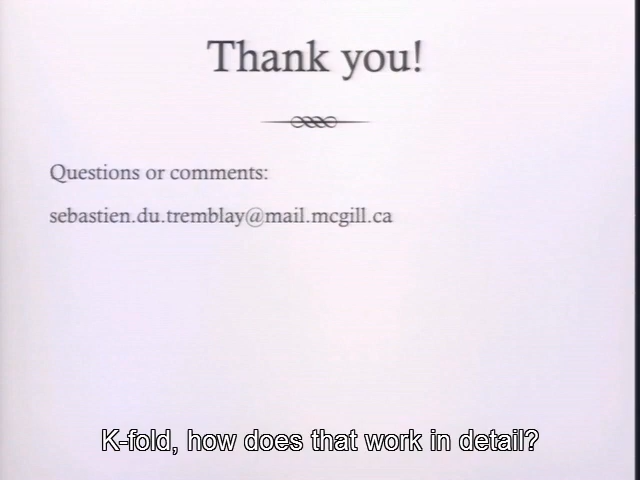 Thank you!
Questions or comments:
sebastien.du.tremblay@mail.mcgill.ca
K-fold, how does that work in detail?